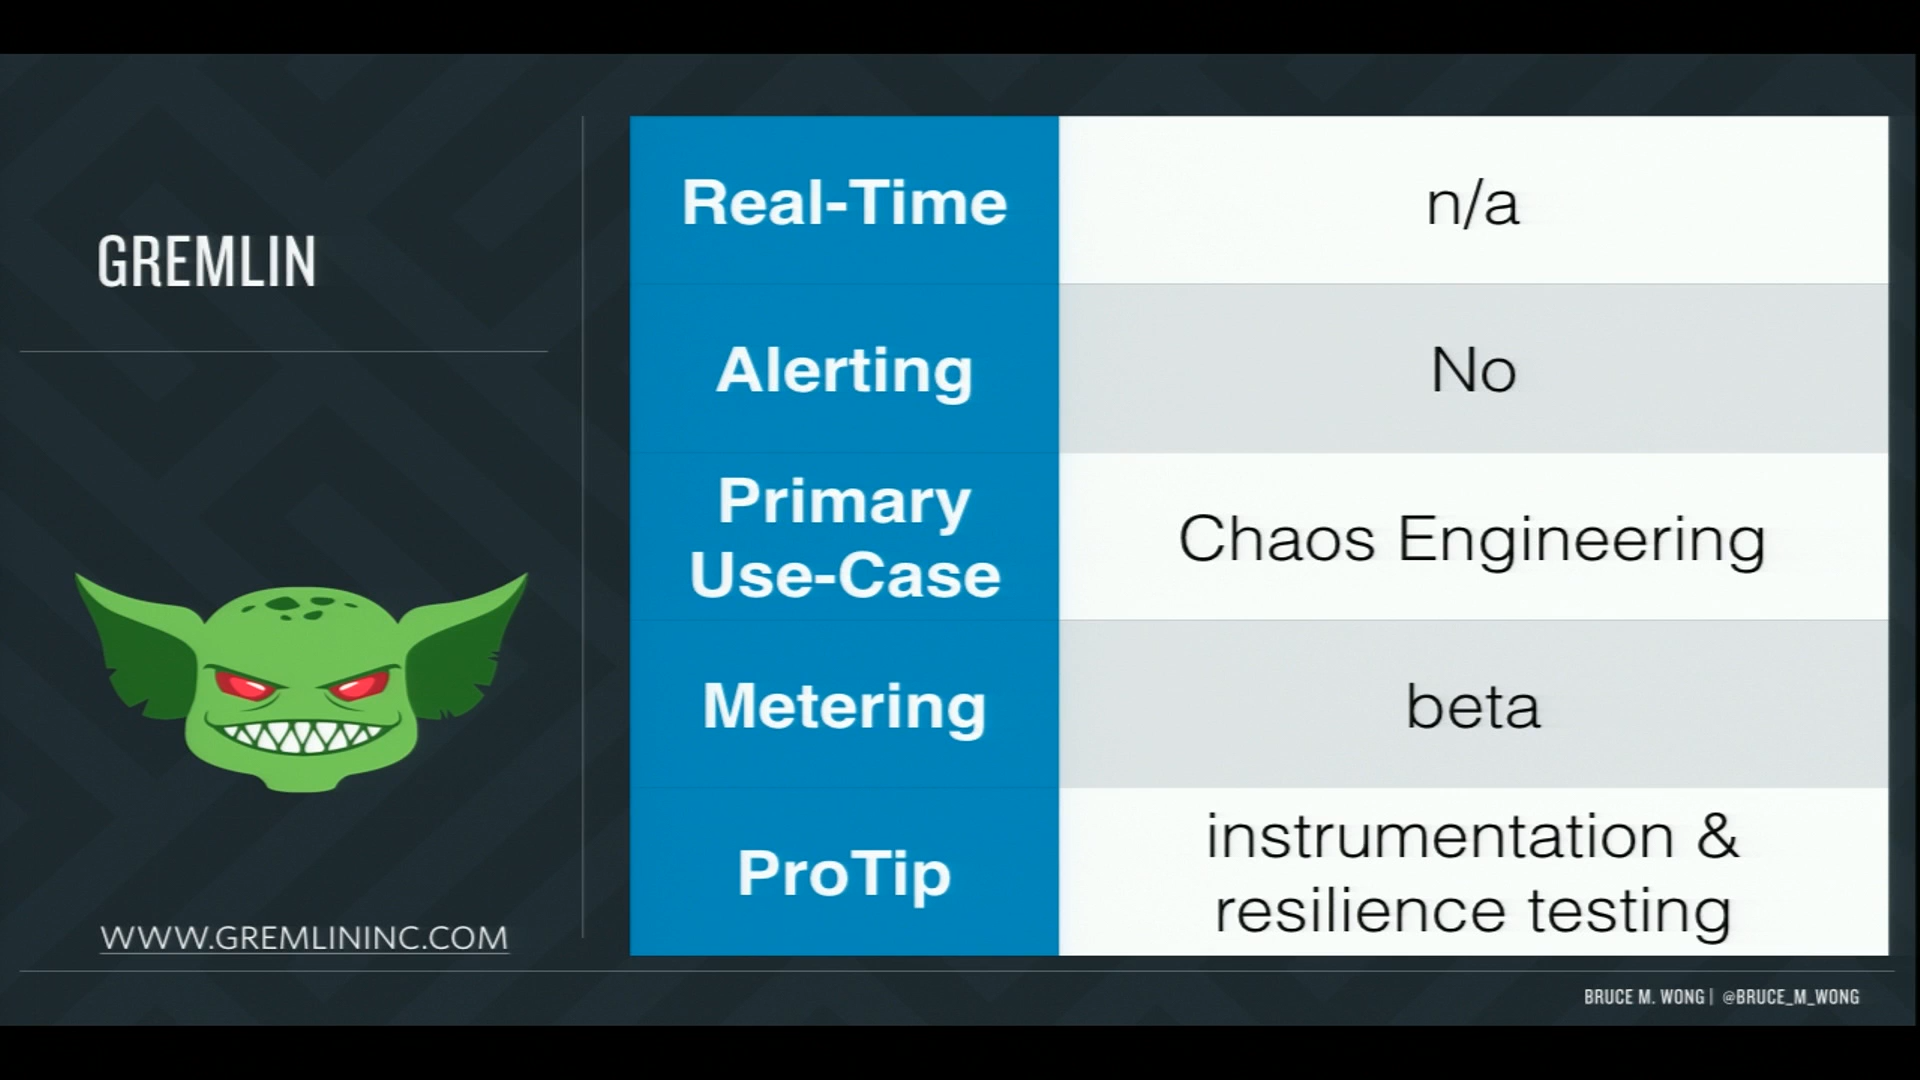 GREMLIN
WWW.GREMLININC.COM
Real-Time
n/a
Alerting
No
Primary
Use-Case
Chaos Engineering
Metering
beta
ProTip
instrumentation &
resilience testing
BRUCE M. WONG | @BRUCE_M_WONG